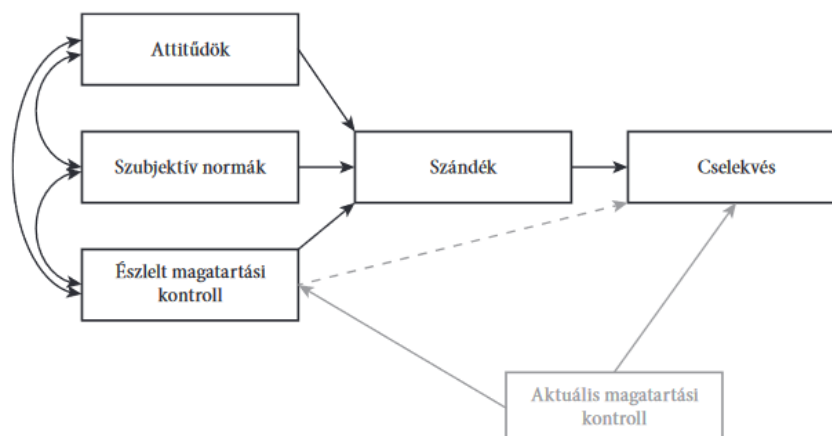 Attitűdök
Szubjektív normák
Szándék
Cselekvés
Észlelt magatartási
kontroll
Aktuális magatartási
kontroll